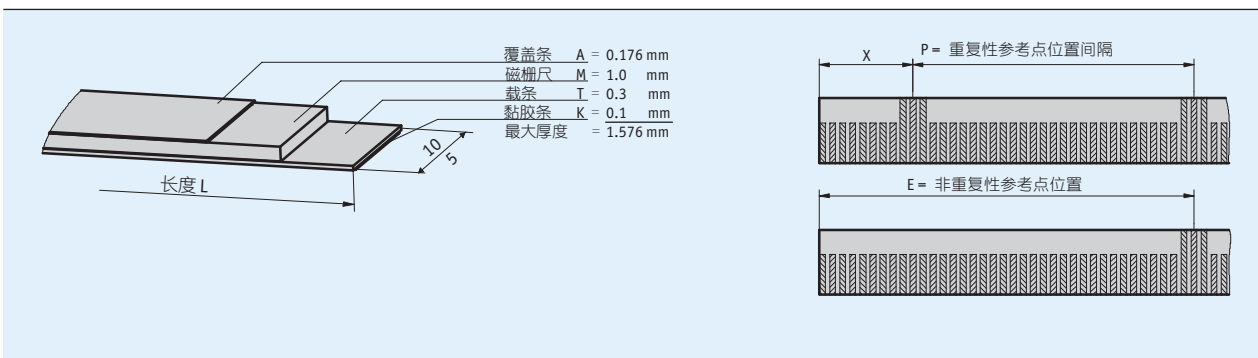 覆盖条 A = 0.176 mm
磁栅尺 M = 1.0 mm
载条 T = 0.3 mm
黏胶条 K = 0.1 mm
最大厚度 = 1.576 mm
10
5
长度 L
X
P = 重复性参考点位置间隔
E = 非重复性参考点位置